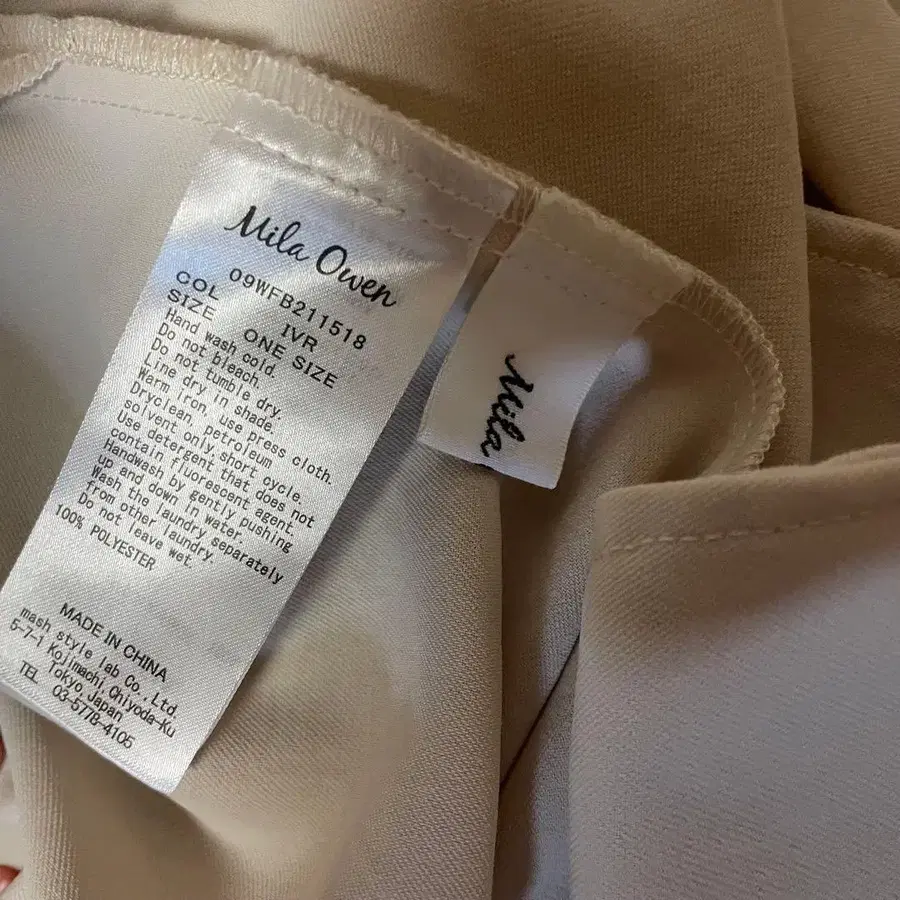 Mila Owen
09WFB211518
COL IVR
SIZE ONE SIZE
Hand wash cold.
Do not bleach.
Do not tumble dry.
Line dry in shade.
Warm iron, use press cloth.
Dryclean, petroleum
solvent only,short cycle.
Use detergent that does not
contain fluorescent agent.
Handwash by gently pushing
up and down in water.
Wash the laundry separately
from other laundry.
Do not leave wet.
100% POLYESTER
MADE IN CHINA
mash style lab Co.,Ltd.
5-7-1 Kojimachi,Chiyoda-Ku
Tokyo,Japan
TEL 03-5778-4105
Mila